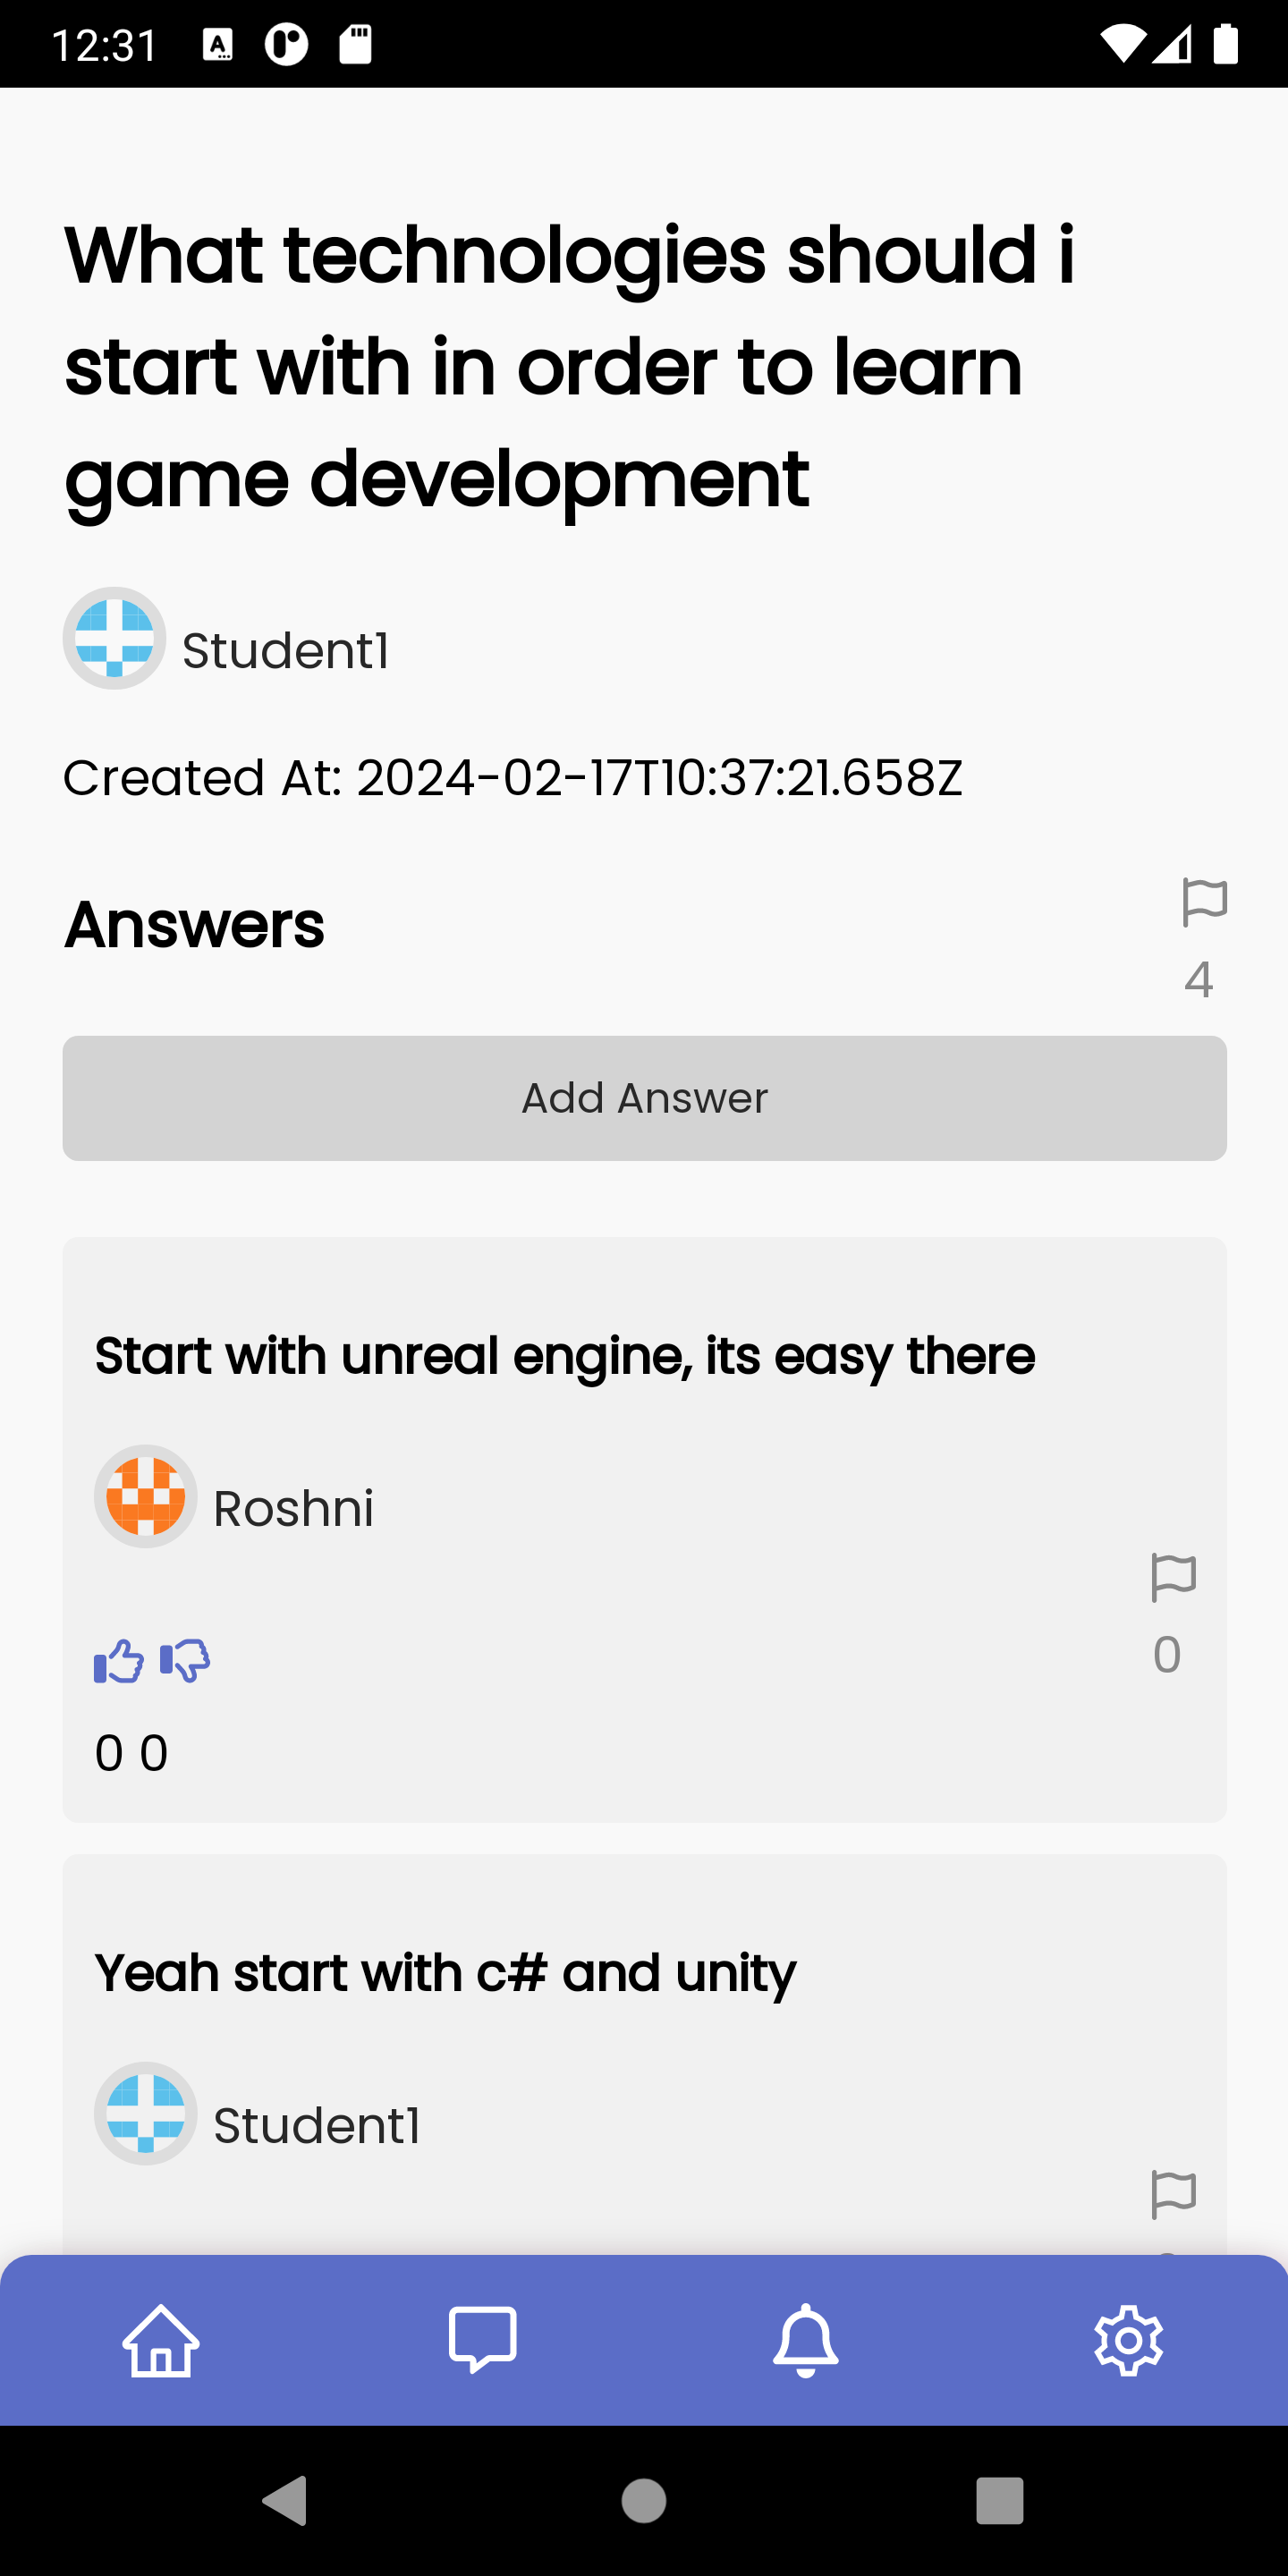 12:31
What technologies should i
start with in order to learn
game development
Student1
Created At: 2024-02-17T10:37:21.658Z
Answers
4
Add Answer
Start with unreal engine, its easy there
Roshni
0
0 0
Yeah start with c# and unity
Student1